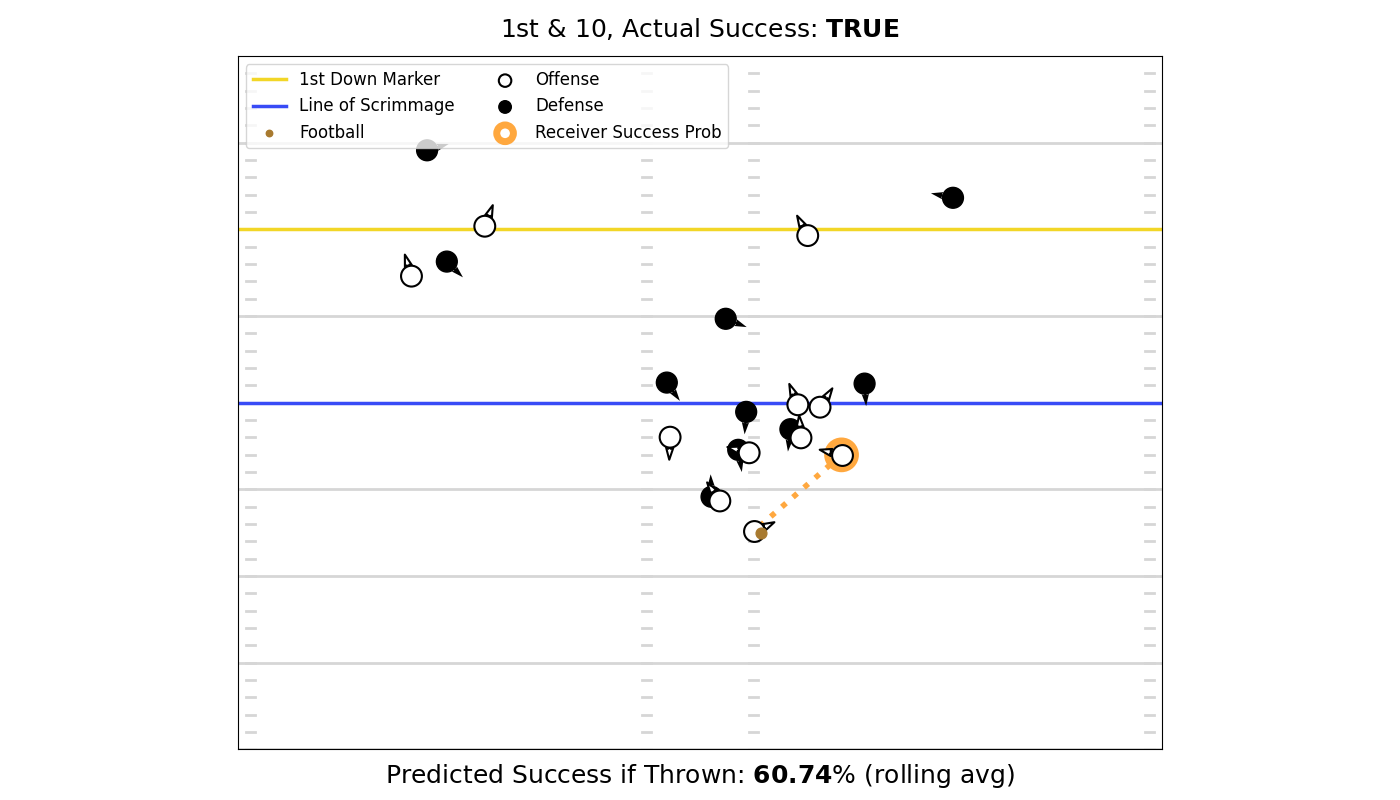 1st & 10, Actual Success: TRUE
1st Down Marker
Line of Scrimmage
Football
Offense
Defense
Receiver Success Prob
Predicted Success if Thrown: 60.74% (rolling avg)